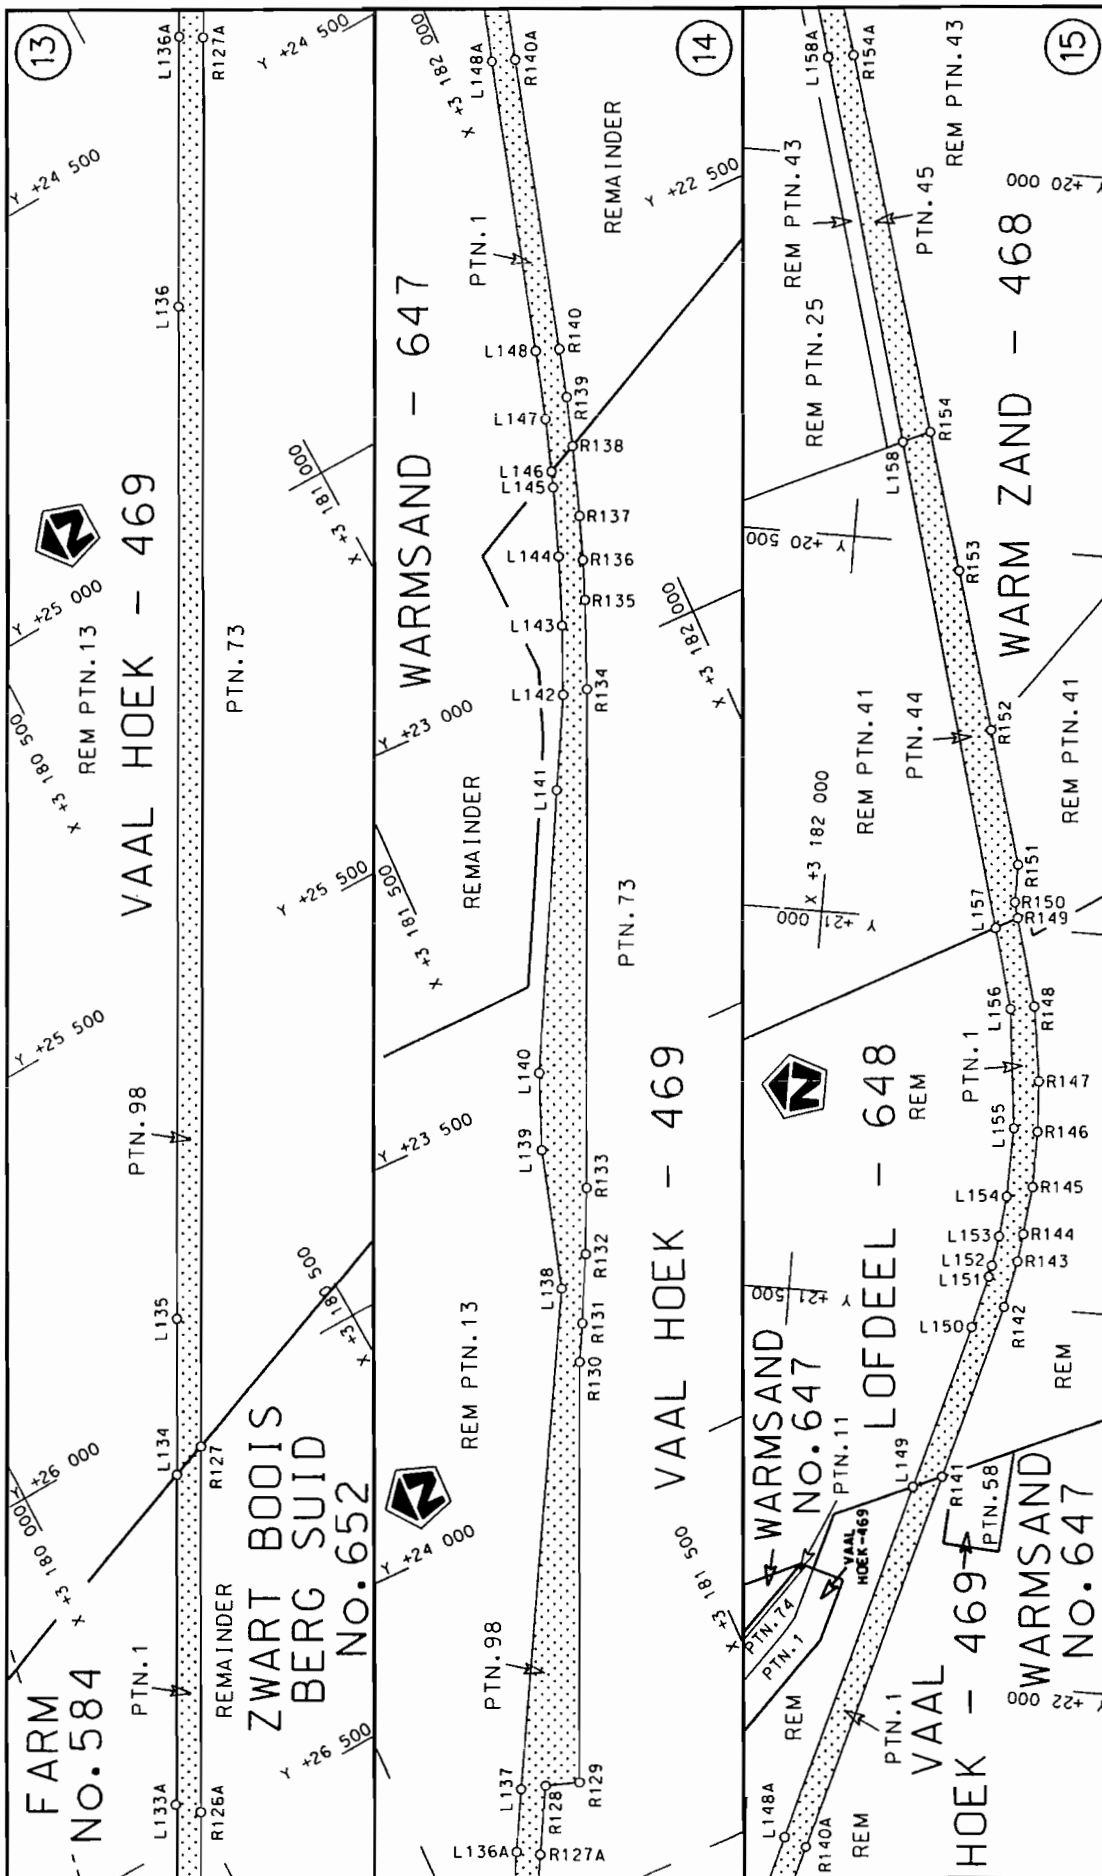 13
L136A
R127A
Y +24 500
Y +24 500
L136
X +3 181 000
Y +25 000
REM PTN.13
VAAL HOEK - 469
X +3 180 500
PTN.73
Y +25 500
Y +25 500
PTN.98
L135
X +3 180 500
L134
R127
Y +26 000
X +3 180 000
ZWART BOOIS
BERG SUID
No.652
FARM
No.584
PTN.1
REMAINDER
Y +26 500
L133A
R126A
14
X +3 182 000
L148A
R140A
REMAINDER
Y +22 500
PTN.1
WARMSAND - 647
L148
R140
R139
L147
R138
L146
L145
R137
L144
R136
R135
L143
X +3 182 000
L142
R134
Y +23 000
L141
REMAINDER
X +3 181 500
PTN.73
L140
L139
Y +23 500
R133
R132
L138
R131
R130
REM PTN.13
VAAL HOEK - 469
Y +24 000
X +3 181 500
PTN.98
L137
R128
R129
L136A
R127A
15
L158A
R154A
REM PTN.43
REM PTN.43
PTN.45
Y +20 000
REM PTN.25
WARM ZAND - 468
L158
R154
Y +20 500
R153
REM PTN.41
PTN.44
R152
REM PTN.41
X +3 182 000
Y +21 000
R151
R150
R149
L157
L156
R148
PTN.1
R147
LOFDEEL - 648
REM
L155
R146
L154
R145
L153
R144
L152
R143
L151
R142
L150
Y +21 500
REM
WARMSAND
No.647
PTN.11
L149
R141
PTN.58
VAAL
HOEK-469
PTN.74
PTN.1
REM
PTN.1
VAAL
HOEK - 469
WARMSAND
No.647
Y +22 000
L148A
R140A
REM